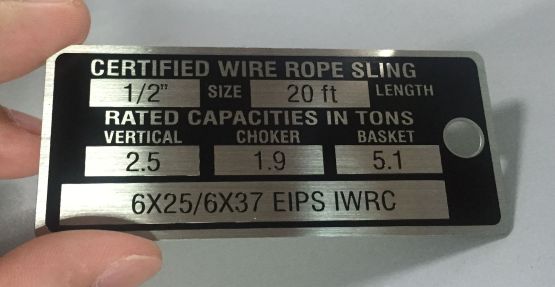 CERTIFIED WIRE ROPE SLING
1/2" SIZE 20 ft LENGTH
RATED CAPACITIES IN TONS
VERTICAL CHOKER BASKET
2.5 1.9 5.1
6X25/6X37 EIPS IWRC